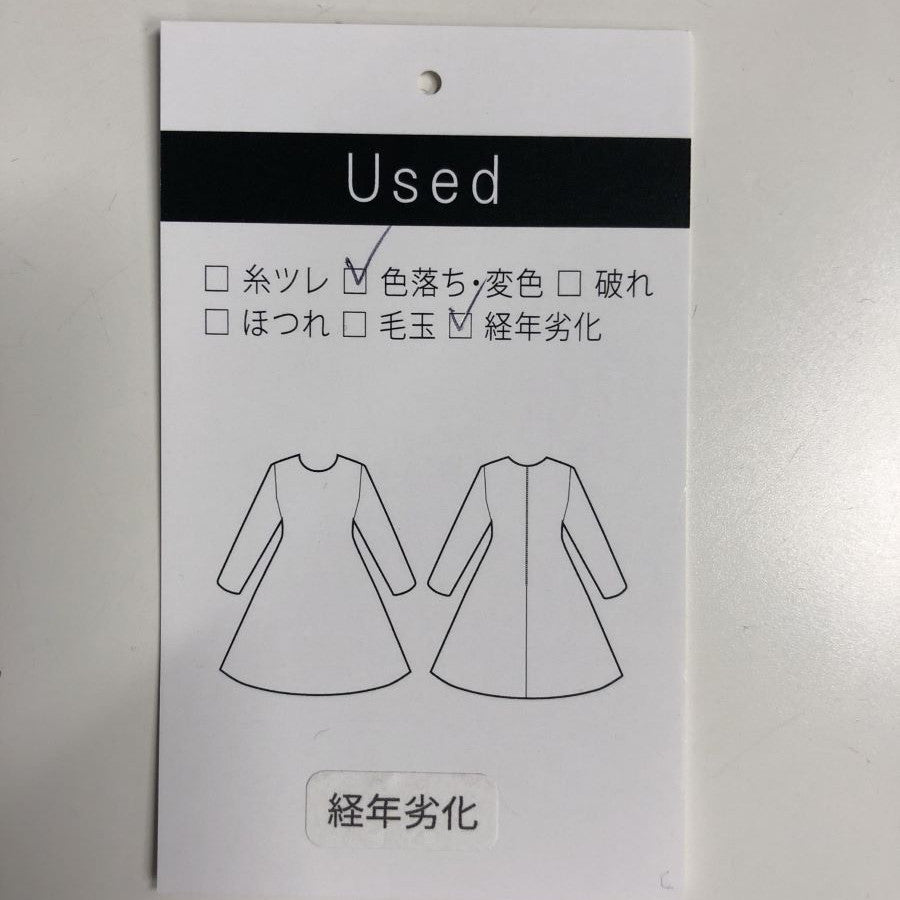 Used
□ 糸ツレ ☑ 色落ち・変色 □ 破れ
□ ほつれ □ 毛玉 ☑ 経年劣化
経年劣化